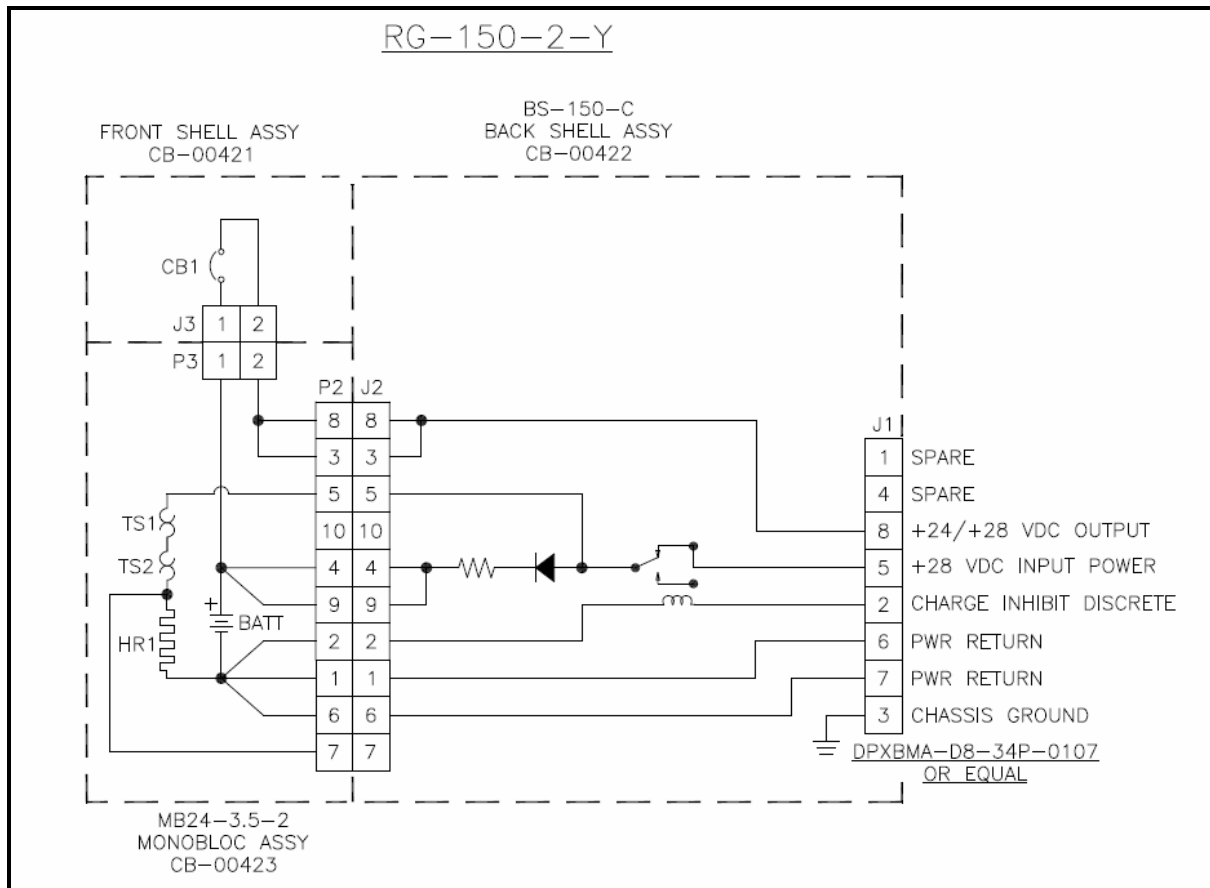 RG-150-2-Y
BS-150-C
BACK SHELL ASSY
CB-00422
FRONT SHELL ASSY
CB-00421
CB1
J3 1 2
P3 1 2
P2 J2
8 8
3 3
5 5
10 10
4 4
9 9
2 2
1 1
6 6
7 7
TS1
TS2
+
BATT
HR1
J1
1 SPARE
4 SPARE
8 +24/+28 VDC OUTPUT
5 +28 VDC INPUT POWER
2 CHARGE INHIBIT DISCRETE
6 PWR RETURN
7 PWR RETURN
3 CHASSIS GROUND
DPXBMA-D8-34P-0107
OR EQUAL
MB24-3.5-2
MONOBLOC ASSY
CB-00423